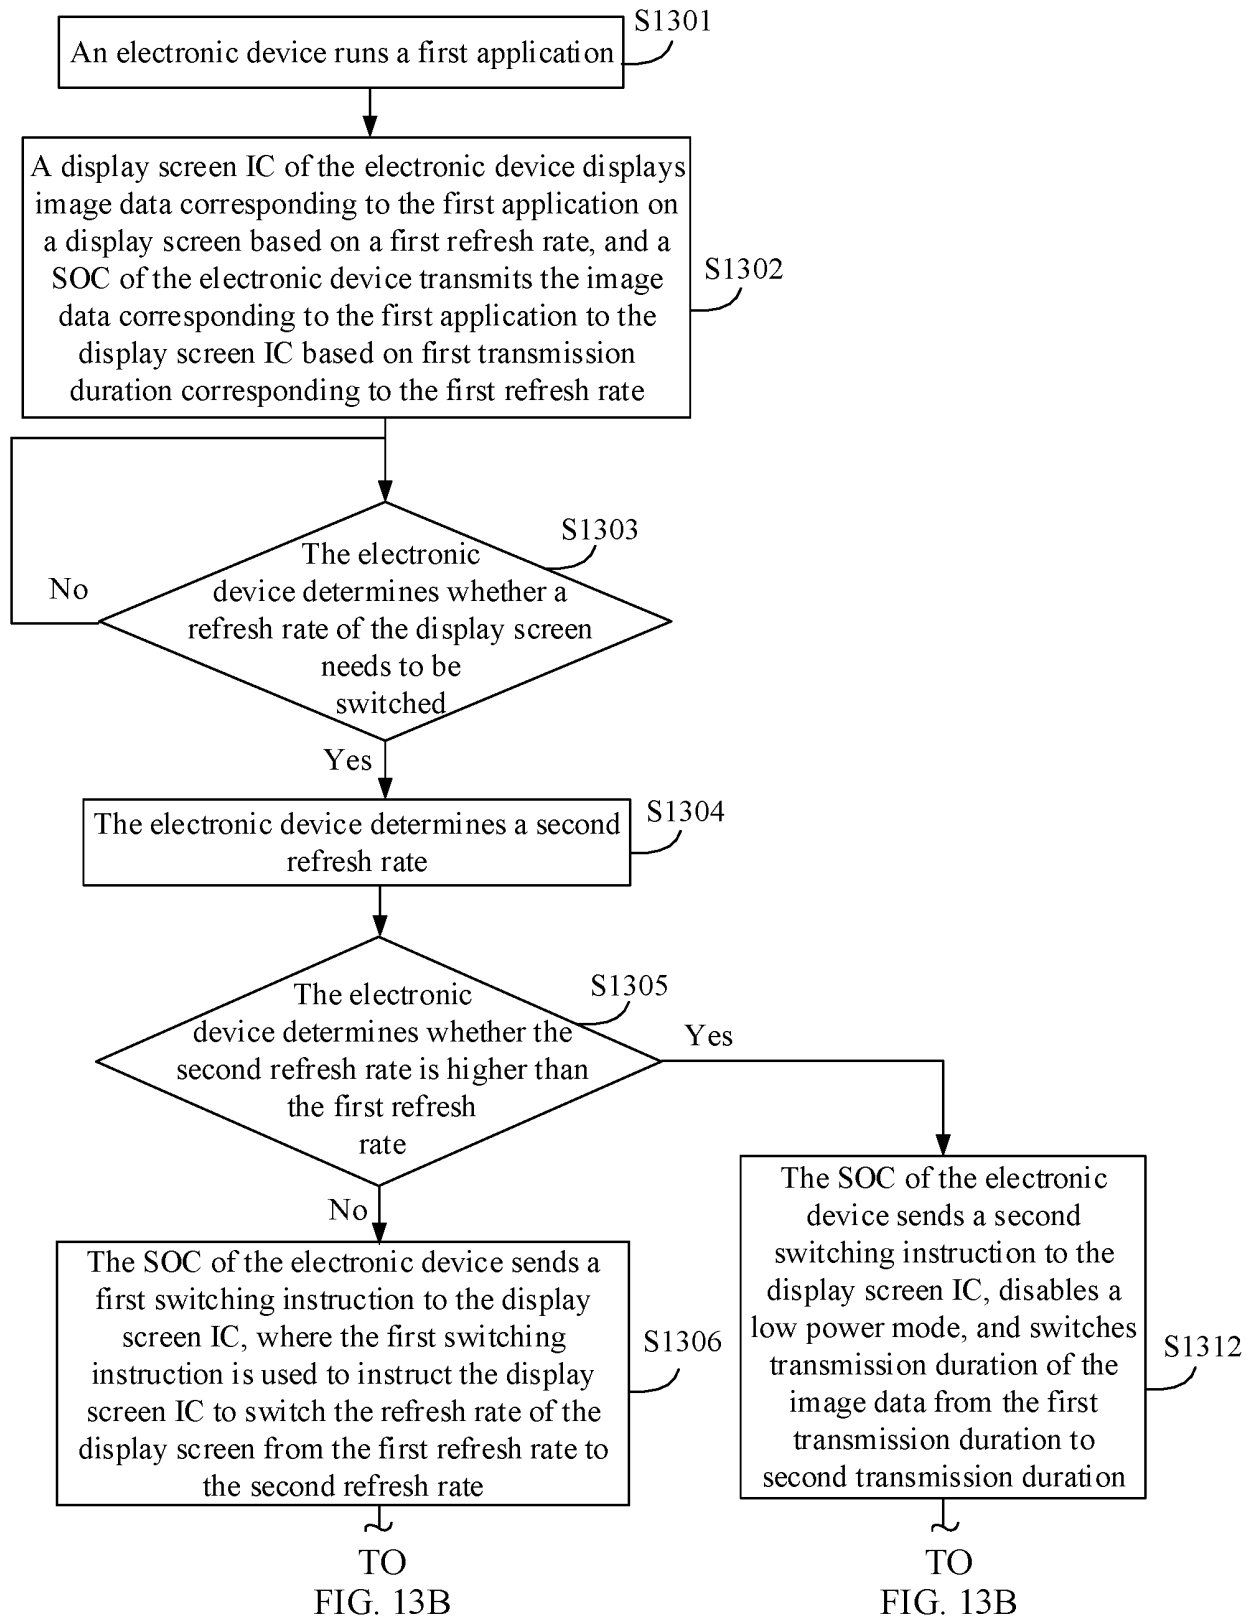 S1301
An electronic device runs a first application
A display screen IC of the electronic device displays
image data corresponding to the first application on
a display screen based on a first refresh rate, and a
SOC of the electronic device transmits the image
data corresponding to the first application to the
display screen IC based on first transmission
duration corresponding to the first refresh rate
S1302
S1303
The electronic
device determines whether a
refresh rate of the display screen
needs to be
switched
No
Yes
S1304
The electronic device determines a second
refresh rate
S1305
The electronic
device determines whether the
second refresh rate is higher than
the first refresh
rate
Yes
No
The SOC of the electronic device sends a
first switching instruction to the display
screen IC, where the first switching
instruction is used to instruct the display
screen IC to switch the refresh rate of the
display screen from the first refresh rate to
the second refresh rate
S1306
The SOC of the electronic
device sends a second
switching instruction to the
display screen IC, disables a
low power mode, and switches
transmission duration of the
image data from the first
transmission duration to
second transmission duration
S1312
TO
FIG. 13B
TO
FIG. 13B